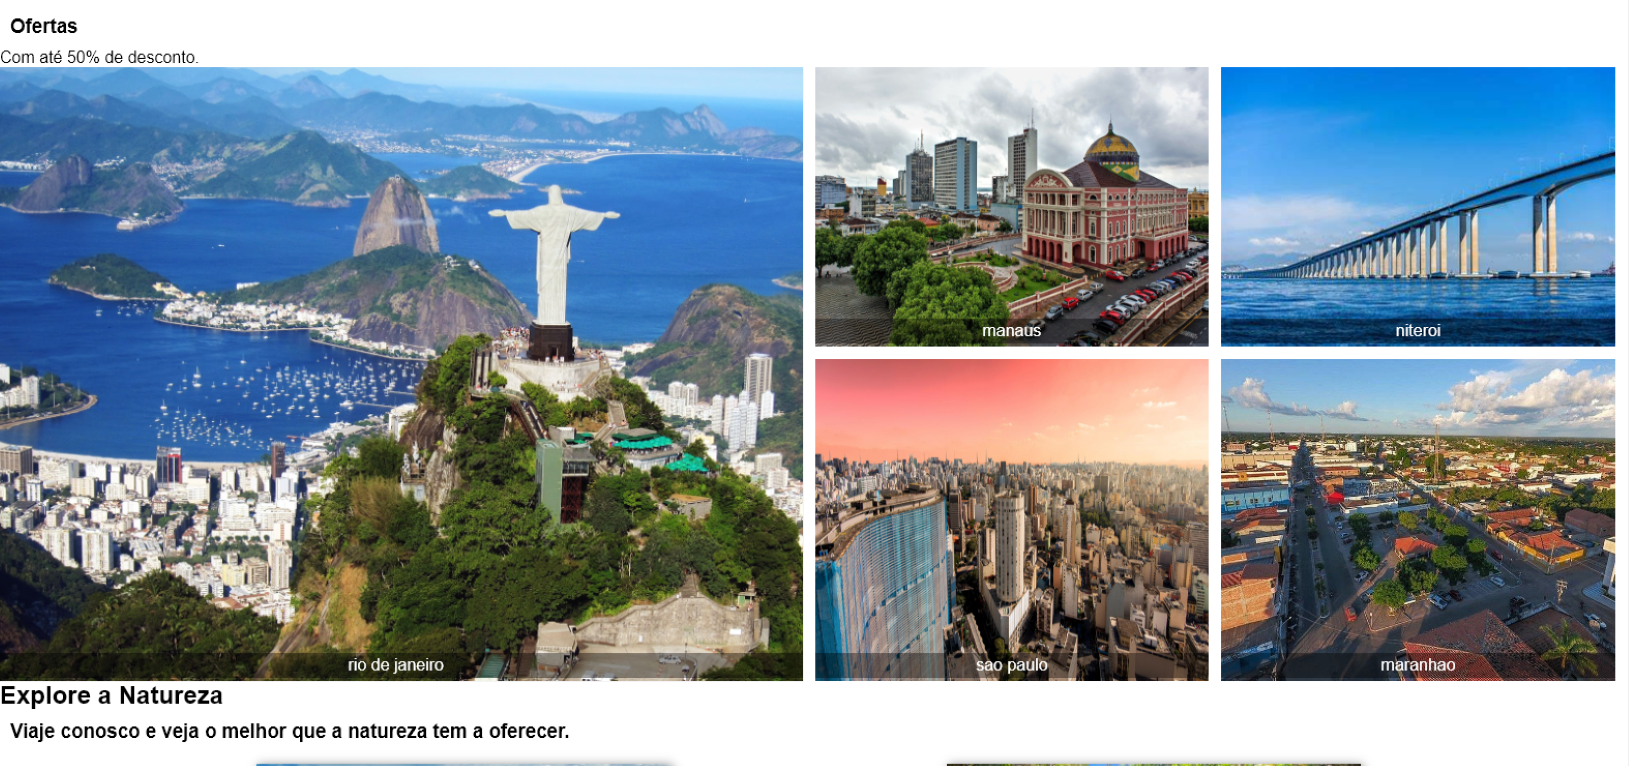 Ofertas
Com até 50% de desconto.
manaus
niteroi
rio de janeiro
sao paulo
maranhao
Explore a Natureza
Viaje conosco e veja o melhor que a natureza tem a oferecer.